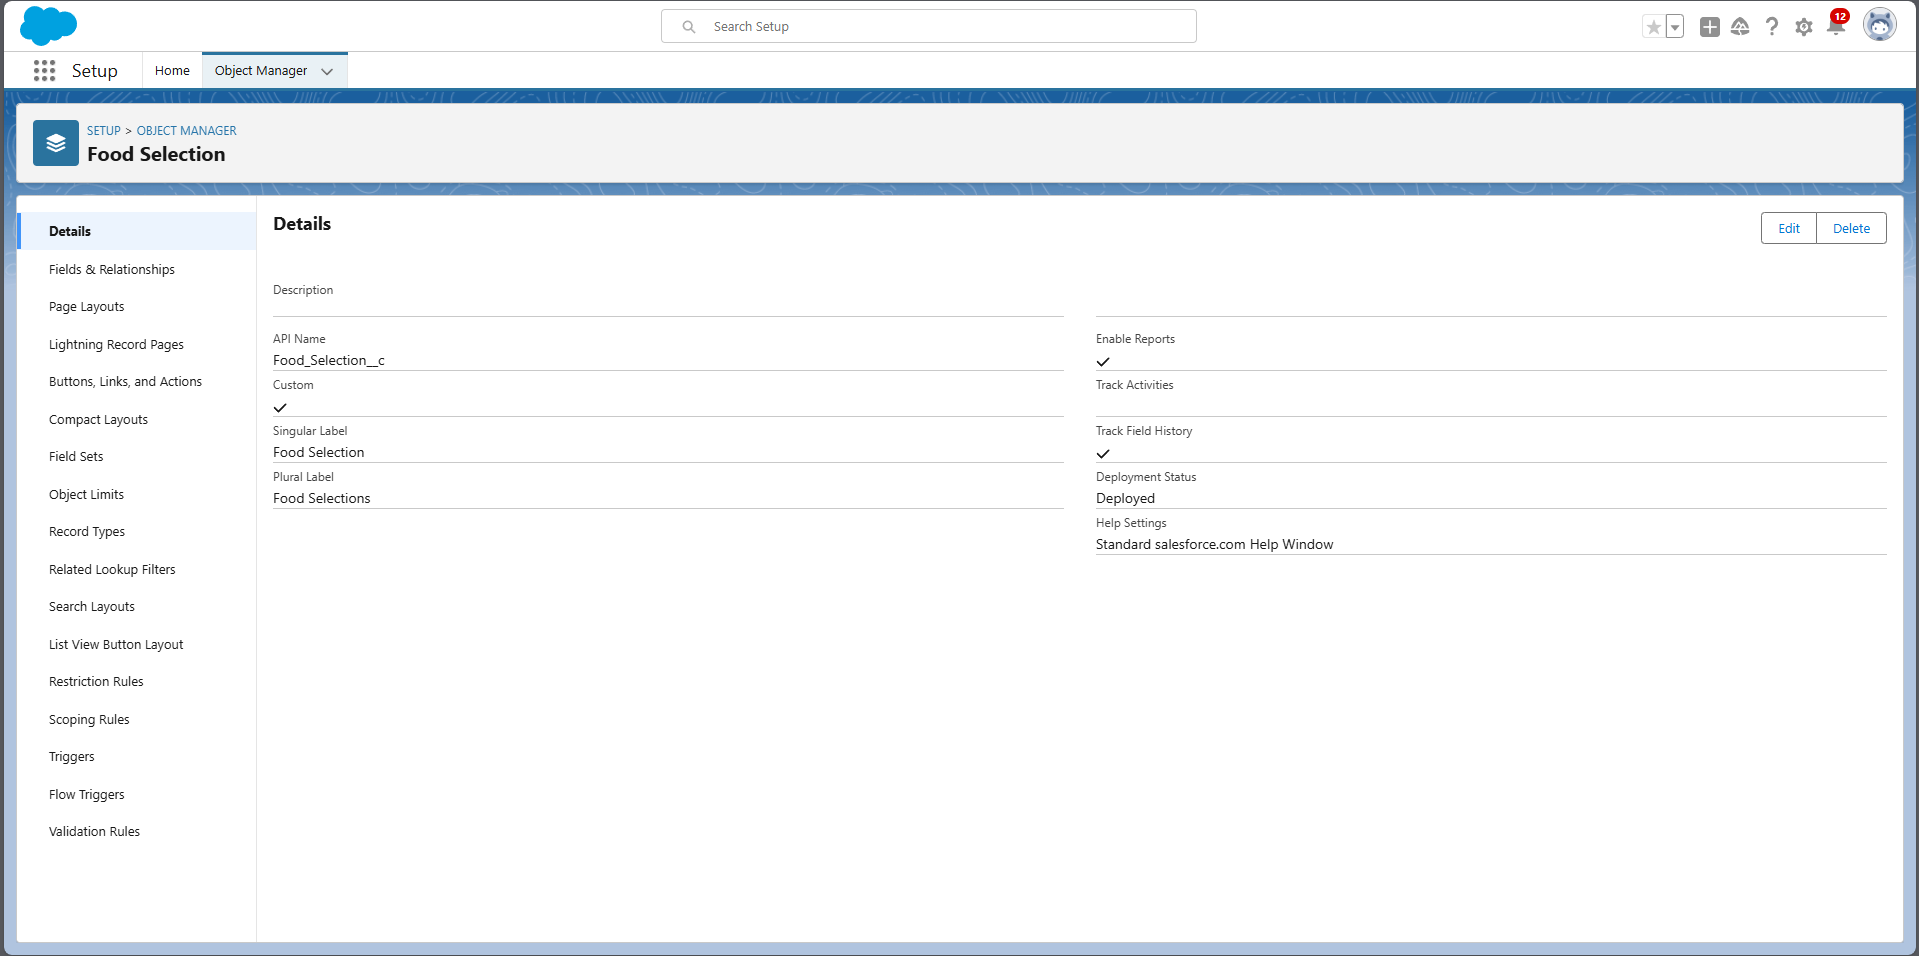 Search Setup
12
Setup
Home
Object Manager
SETUP > OBJECT MANAGER
Food Selection
Details
Fields & Relationships
Page Layouts
Lightning Record Pages
Buttons, Links, and Actions
Compact Layouts
Field Sets
Object Limits
Record Types
Related Lookup Filters
Search Layouts
List View Button Layout
Restriction Rules
Scoping Rules
Triggers
Flow Triggers
Validation Rules
Details
Edit
Delete
Description
API Name
Food_Selection__c
Custom
Singular Label
Food Selection
Plural Label
Food Selections
Enable Reports
Track Activities
Track Field History
Deployment Status
Deployed
Help Settings
Standard salesforce.com Help Window